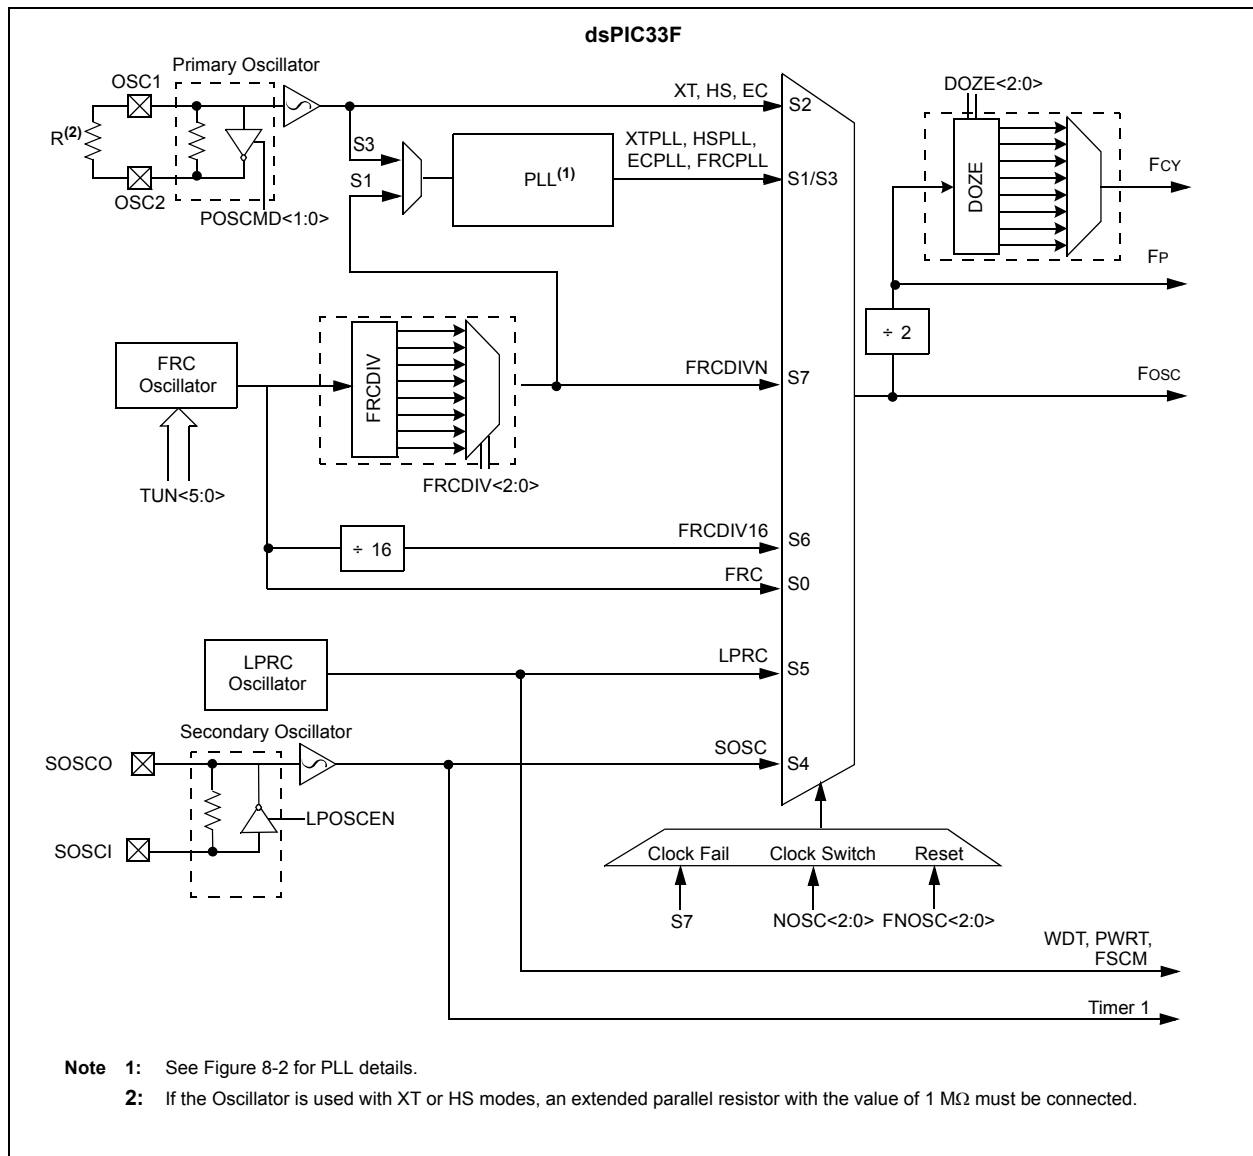 dsPIC33F
Primary Oscillator
OSC1
R(2)
OSC2
POSCMD<1:0>
S3
S1
PLL(1)
XT, HS, EC
S2
XTPLL, HSPLL,
ECPLL, FRCPLL
S1/S3
DOZE<2:0>
DOZE
FCY
FP
÷ 2
FOSC
FRC
Oscillator
TUN<5:0>
FRCDIV
FRCDIV<2:0>
FRCDIVN
S7
÷ 16
FRCDIV16
S6
FRC
S0
LPRC
Oscillator
LPRC
S5
Secondary Oscillator
SOSCO
SOSCI
LPOSCEN
SOSC
S4
Clock Fail
Clock Switch
Reset
S7
NOSC<2:0>
FNOSC<2:0>
WDT, PWRT,
FSCM
Timer 1
Note 1: See Figure 8-2 for PLL details.
2: If the Oscillator is used with XT or HS modes, an extended parallel resistor with the value of 1 MΩ must be connected.